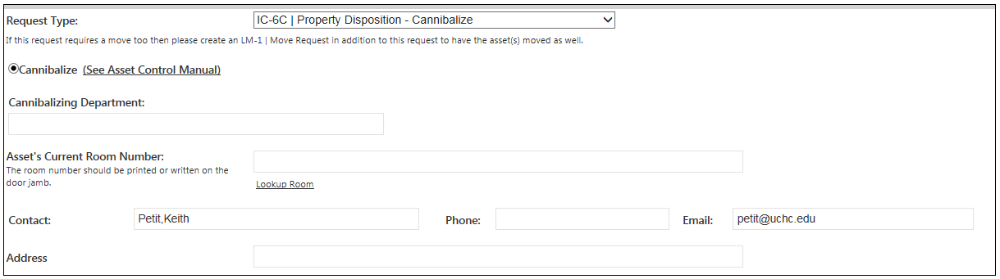 Request Type: IC-6C | Property Disposition - Cannibalize
If this request requires a move too then please create an LM-1 | Move Request in addition to this request to have the asset(s) moved as well.
Cannibalize (See Asset Control Manual)
Cannibalizing Department:
Asset's Current Room Number:
The room number should be printed or written on the
door jamb.
Lookup Room
Contact: Petit,Keith Phone: Email: petit@uchc.edu
Address